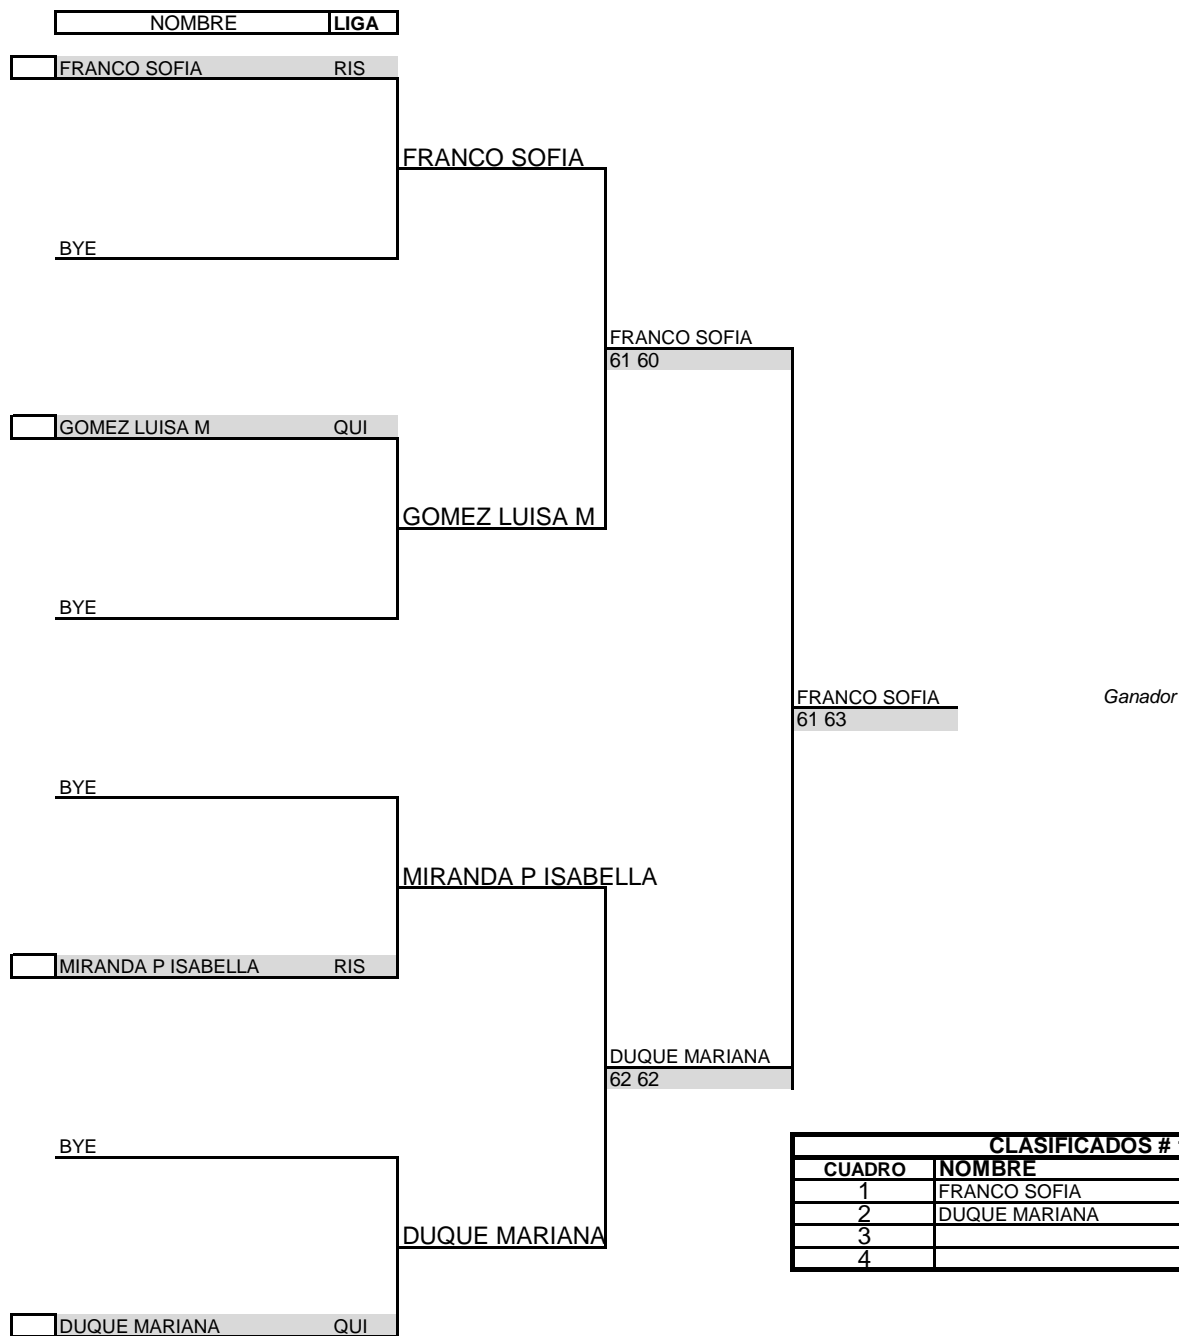 NOMBRE LIGA
FRANCO SOFIA RIS
FRANCO SOFIA
BYE
FRANCO SOFIA
61 60
GOMEZ LUISA M QUI
GOMEZ LUISA M
BYE
FRANCO SOFIA Ganador
61 63
BYE
MIRANDA P ISABELLA
MIRANDA P ISABELLA RIS
DUQUE MARIANA
62 62
BYE
CLASIFICADOS #
CUADRO NOMBRE
1 FRANCO SOFIA
2 DUQUE MARIANA
3
4
DUQUE MARIANA
DUQUE MARIANA QUI